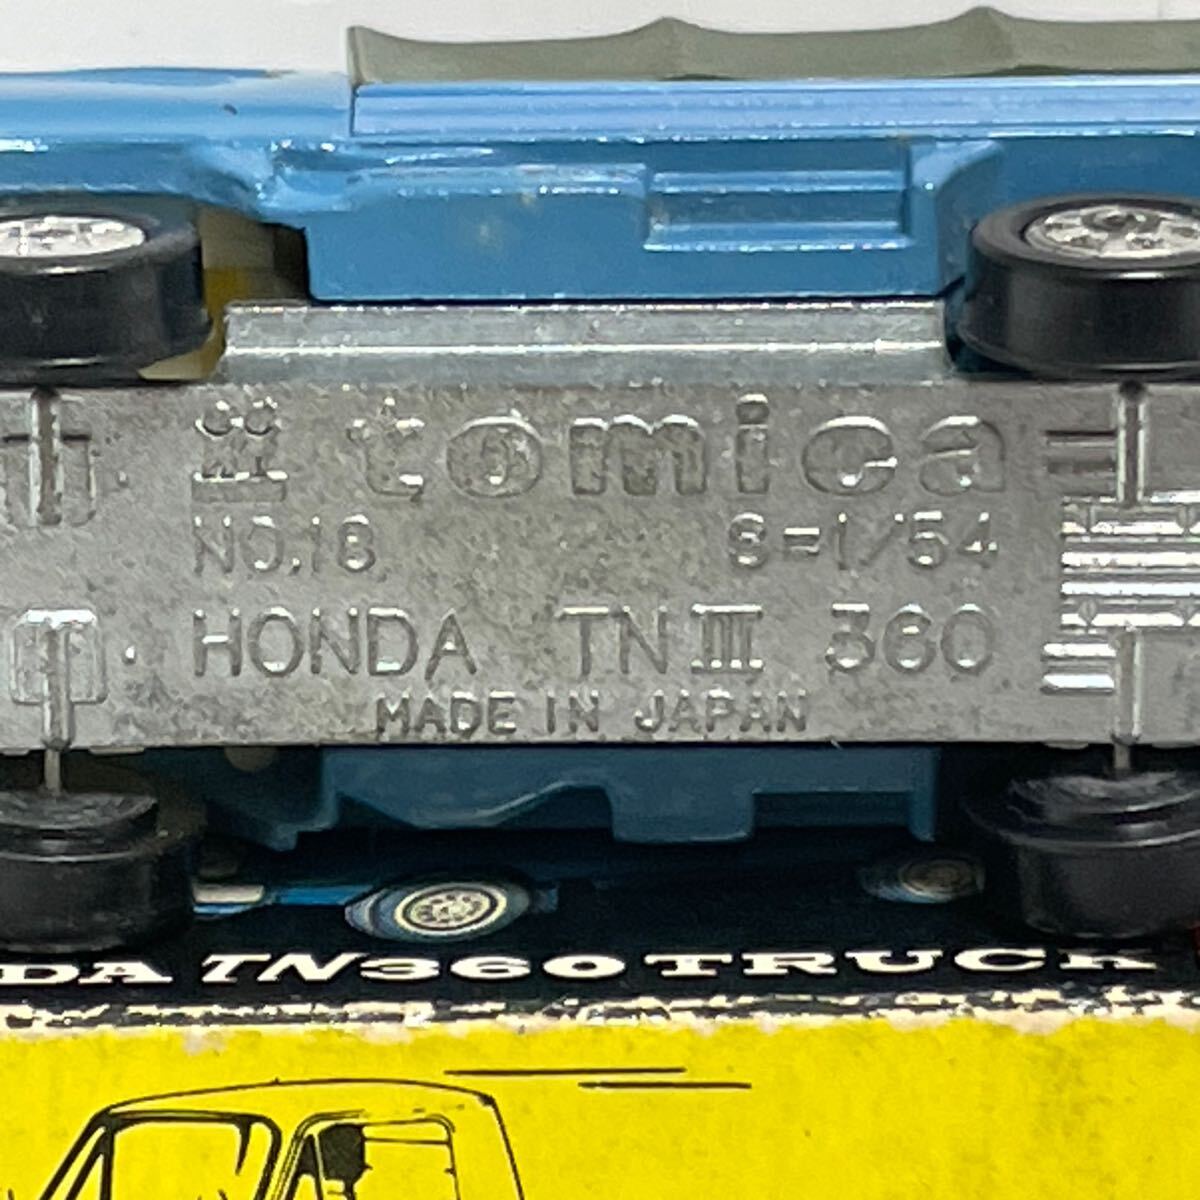 tomica
NO.18 S=1/54
HONDA TNIII 360
MADE IN JAPAN
DA TN360 TRUCK